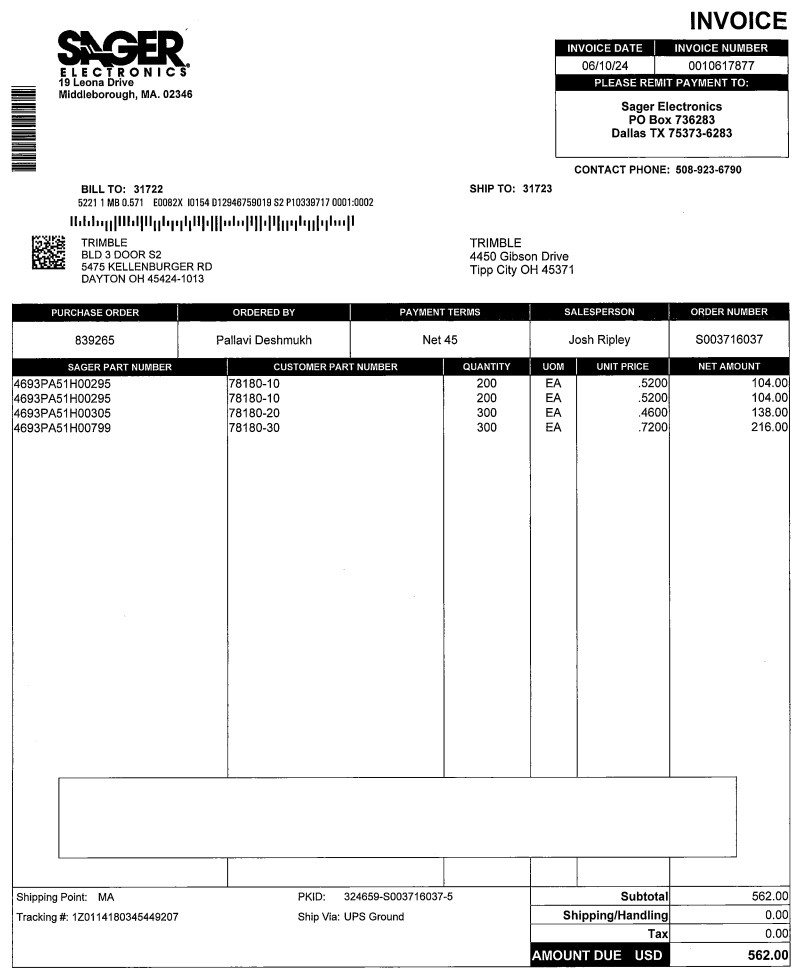 INVOICE
SAGER
ELECTRONICS®
19 Leona Drive
Middleborough, MA. 02346
INVOICE DATE INVOICE NUMBER
06/10/24 0010617877
PLEASE REMIT PAYMENT TO:
Sager Electronics
PO Box 736283
Dallas TX 75373-6283
CONTACT PHONE: 508-923-6790
BILL TO: 31722
5221 1 MB 0.571 E0082X I0154 D12946759019 S2 P10339717 0001:0002
TRIMBLE
BLD 3 DOOR S2
5475 KELLENBURGER RD
DAYTON OH 45424-1013
SHIP TO: 31723
TRIMBLE
4450 Gibson Drive
Tipp City OH 45371
PURCHASE ORDER ORDERED BY PAYMENT TERMS SALESPERSON ORDER NUMBER
839265 Pallavi Deshmukh Net 45 Josh Ripley S003716037
SAGER PART NUMBER CUSTOMER PART NUMBER QUANTITY UOM UNIT PRICE NET AMOUNT
4693PA51H00295 78180-10 200 EA .5200 104.00
4693PA51H00295 78180-10 200 EA .5200 104.00
4693PA51H00305 78180-20 300 EA .4600 138.00
4693PA51H00799 78180-30 300 EA .7200 216.00
Shipping Point: MA PKID: 324659-S003716037-5 Subtotal 562.00
Tracking #: 1Z0114180345449207 Ship Via: UPS Ground Shipping/Handling 0.00
Tax 0.00
AMOUNT DUE USD 562.00